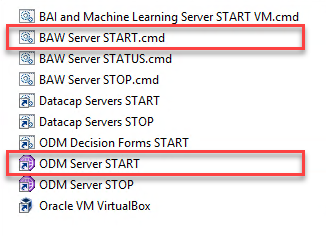 BAI and Machine Learning Server START VM.cmd
BAW Server START.cmd
BAW Server STATUS.cmd
BAW Server STOP.cmd
Datacap Servers START
Datacap Servers STOP
ODM Decision Forms START
ODM Server START
ODM Server STOP
Oracle VM VirtualBox